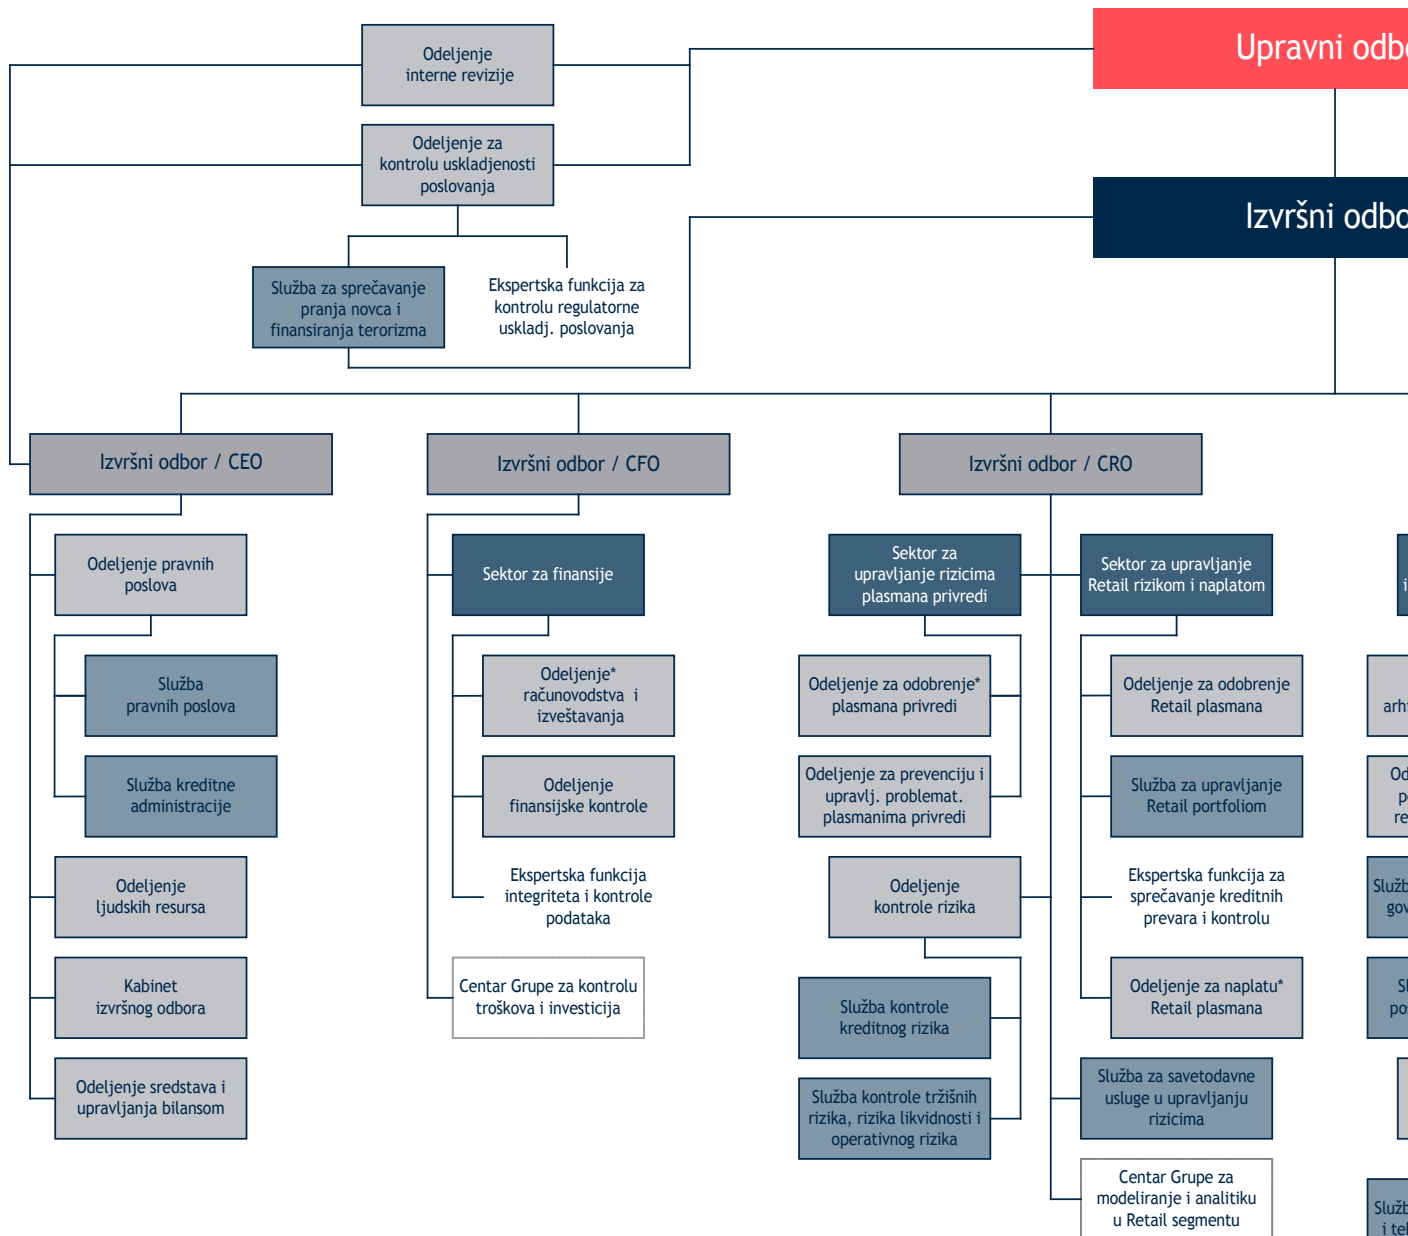 Odeljenje
interne revizije
Upravni
Odeljenje za
kontrolu uskladjenosti
poslovanja
Izvršni
Služba za sprečavanje
pranja novca i
finansiranja terorizma
Ekspertska funkcija za
kontrolu regulatorne
uskladj. poslovanja
Izvršni odbor / CEO
Izvršni odbor / CFO
Izvršni odbor / CRO
Odeljenje pravnih
poslova
Služba
pravnih poslova
Služba kreditne
administracije
Odeljenje
ljudskih resursa
Kabinet
izvršnog odbora
Odeljenje sredstava i
upravljanja bilansom
Sektor za finansije
Odeljenje*
računovodstva i
izveštavanja
Odeljenje
finansijske kontrole
Ekspertska funkcija
integriteta i kontrole
podataka
Centar Grupe za kontrolu
troškova i investicija
Sektor za
upravljanje rizicima
plasmana privredi
Odeljenje za odobrenje*
plasmana privredi
Odeljenje za prevenciju i
upravlj. problemat.
plasmanima privredi
Odeljenje
kontrole rizika
Služba kontrole
kreditnog rizika
Služba kontrole tržišnih
rizika, rizika likvidnosti i
operativnog rizika
Sektor za upravljanje
Retail rizikom i naplatom
Odeljenje za odobrenje
Retail plasmana
Služba za upravljanje
Retail portfoliom
Ekspertska funkcija za
sprečavanje kreditnih
prevara i kontrolu
Odeljenje za naplatu*
Retail plasmana
Služba za savetodavne
usluge u upravljanju
rizicima
Centar Grupe za
modeliranje i analitiku
u Retail segmentu